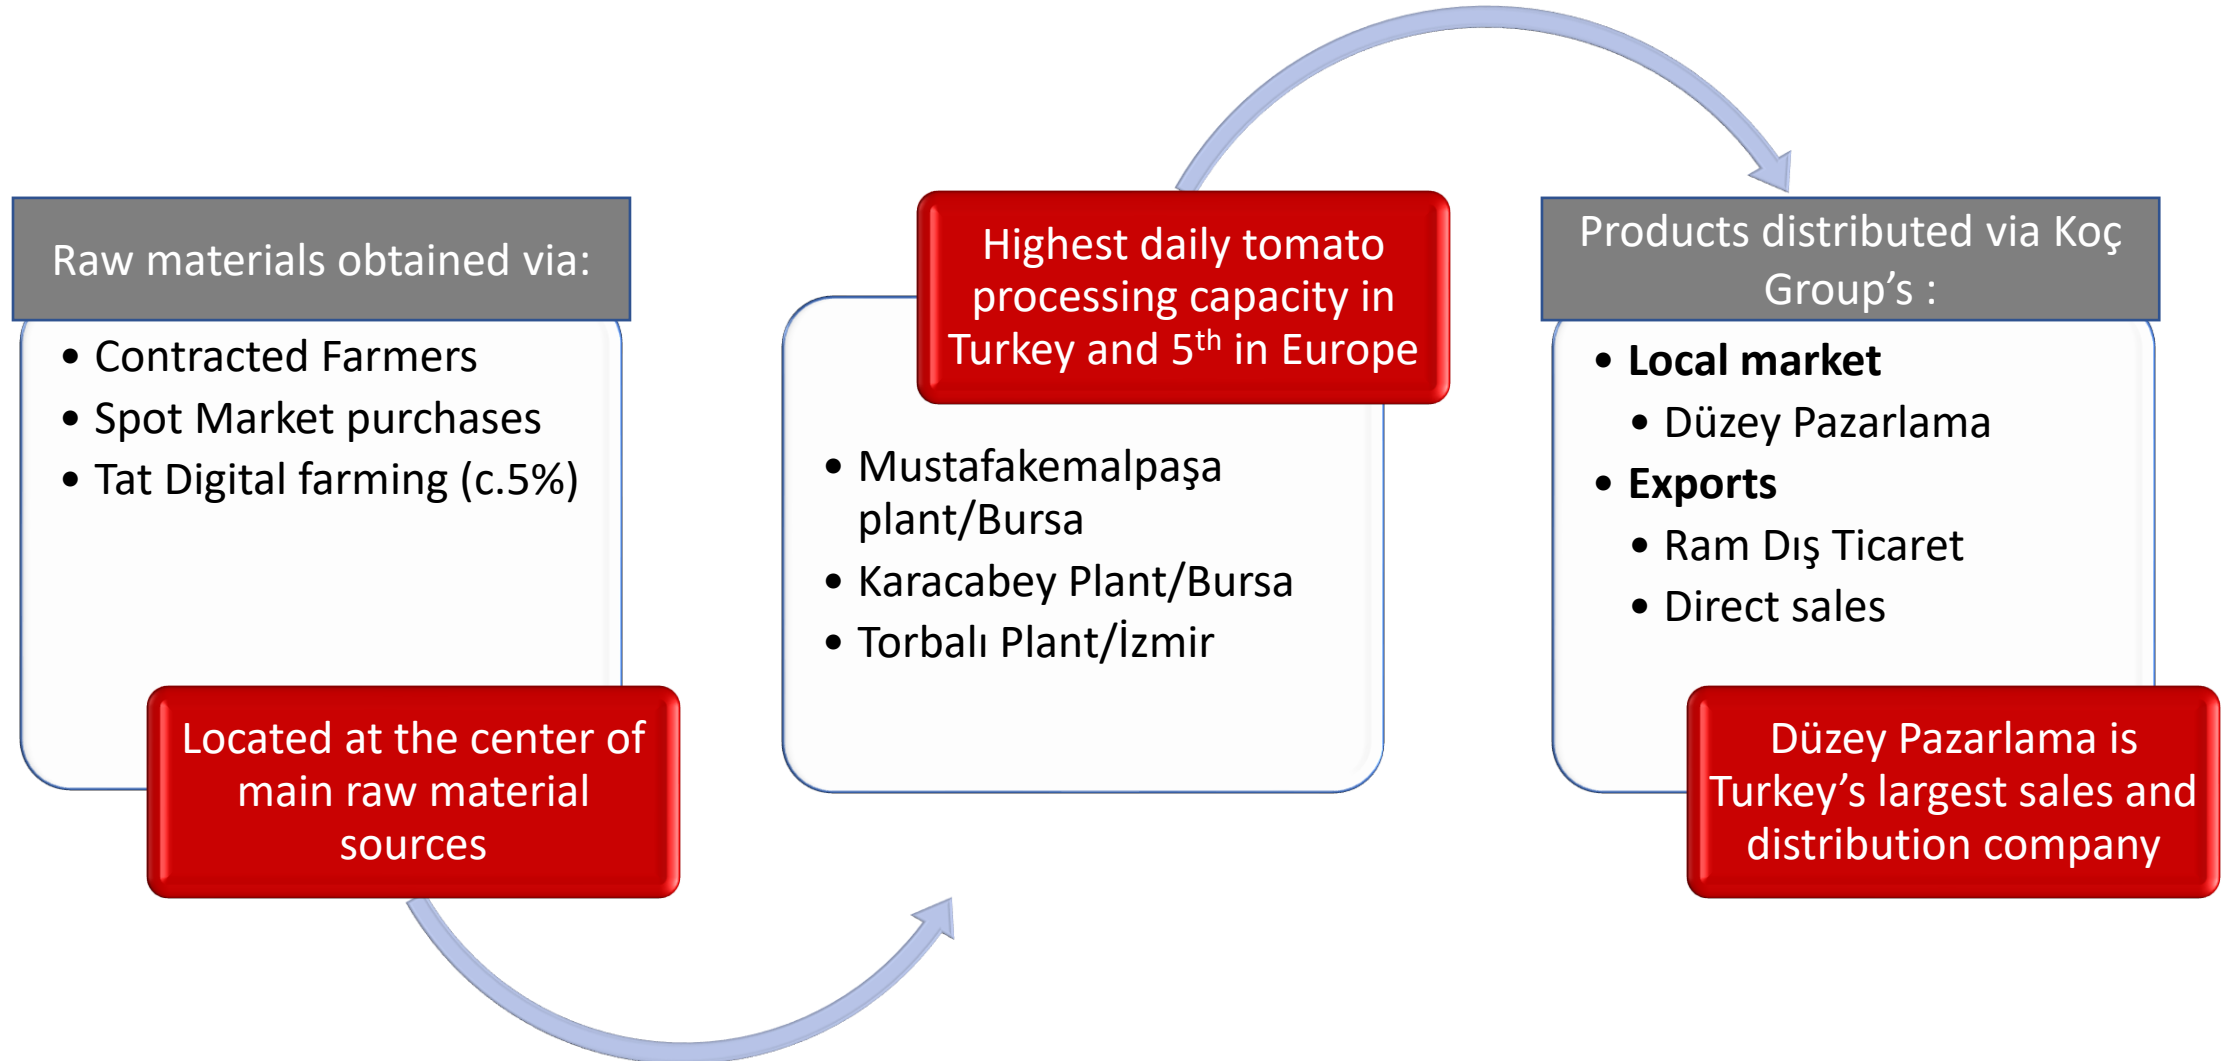 Raw materials obtained via:
• Contracted Farmers
• Spot Market purchases
• Tat Digital farming (c.5%)
Located at the center of
main raw material
sources
Highest daily tomato
processing capacity in
Turkey and 5th in Europe
• Mustafakemalpaşa
plant/Bursa
• Karacabey Plant/Bursa
• Torbalı Plant/İzmir
Products distributed via Koç
Group’s :
• Local market
• Düzey Pazarlama
• Exports
• Ram Dış Ticaret
• Direct sales
Düzey Pazarlama is
Turkey’s largest sales and
distribution company